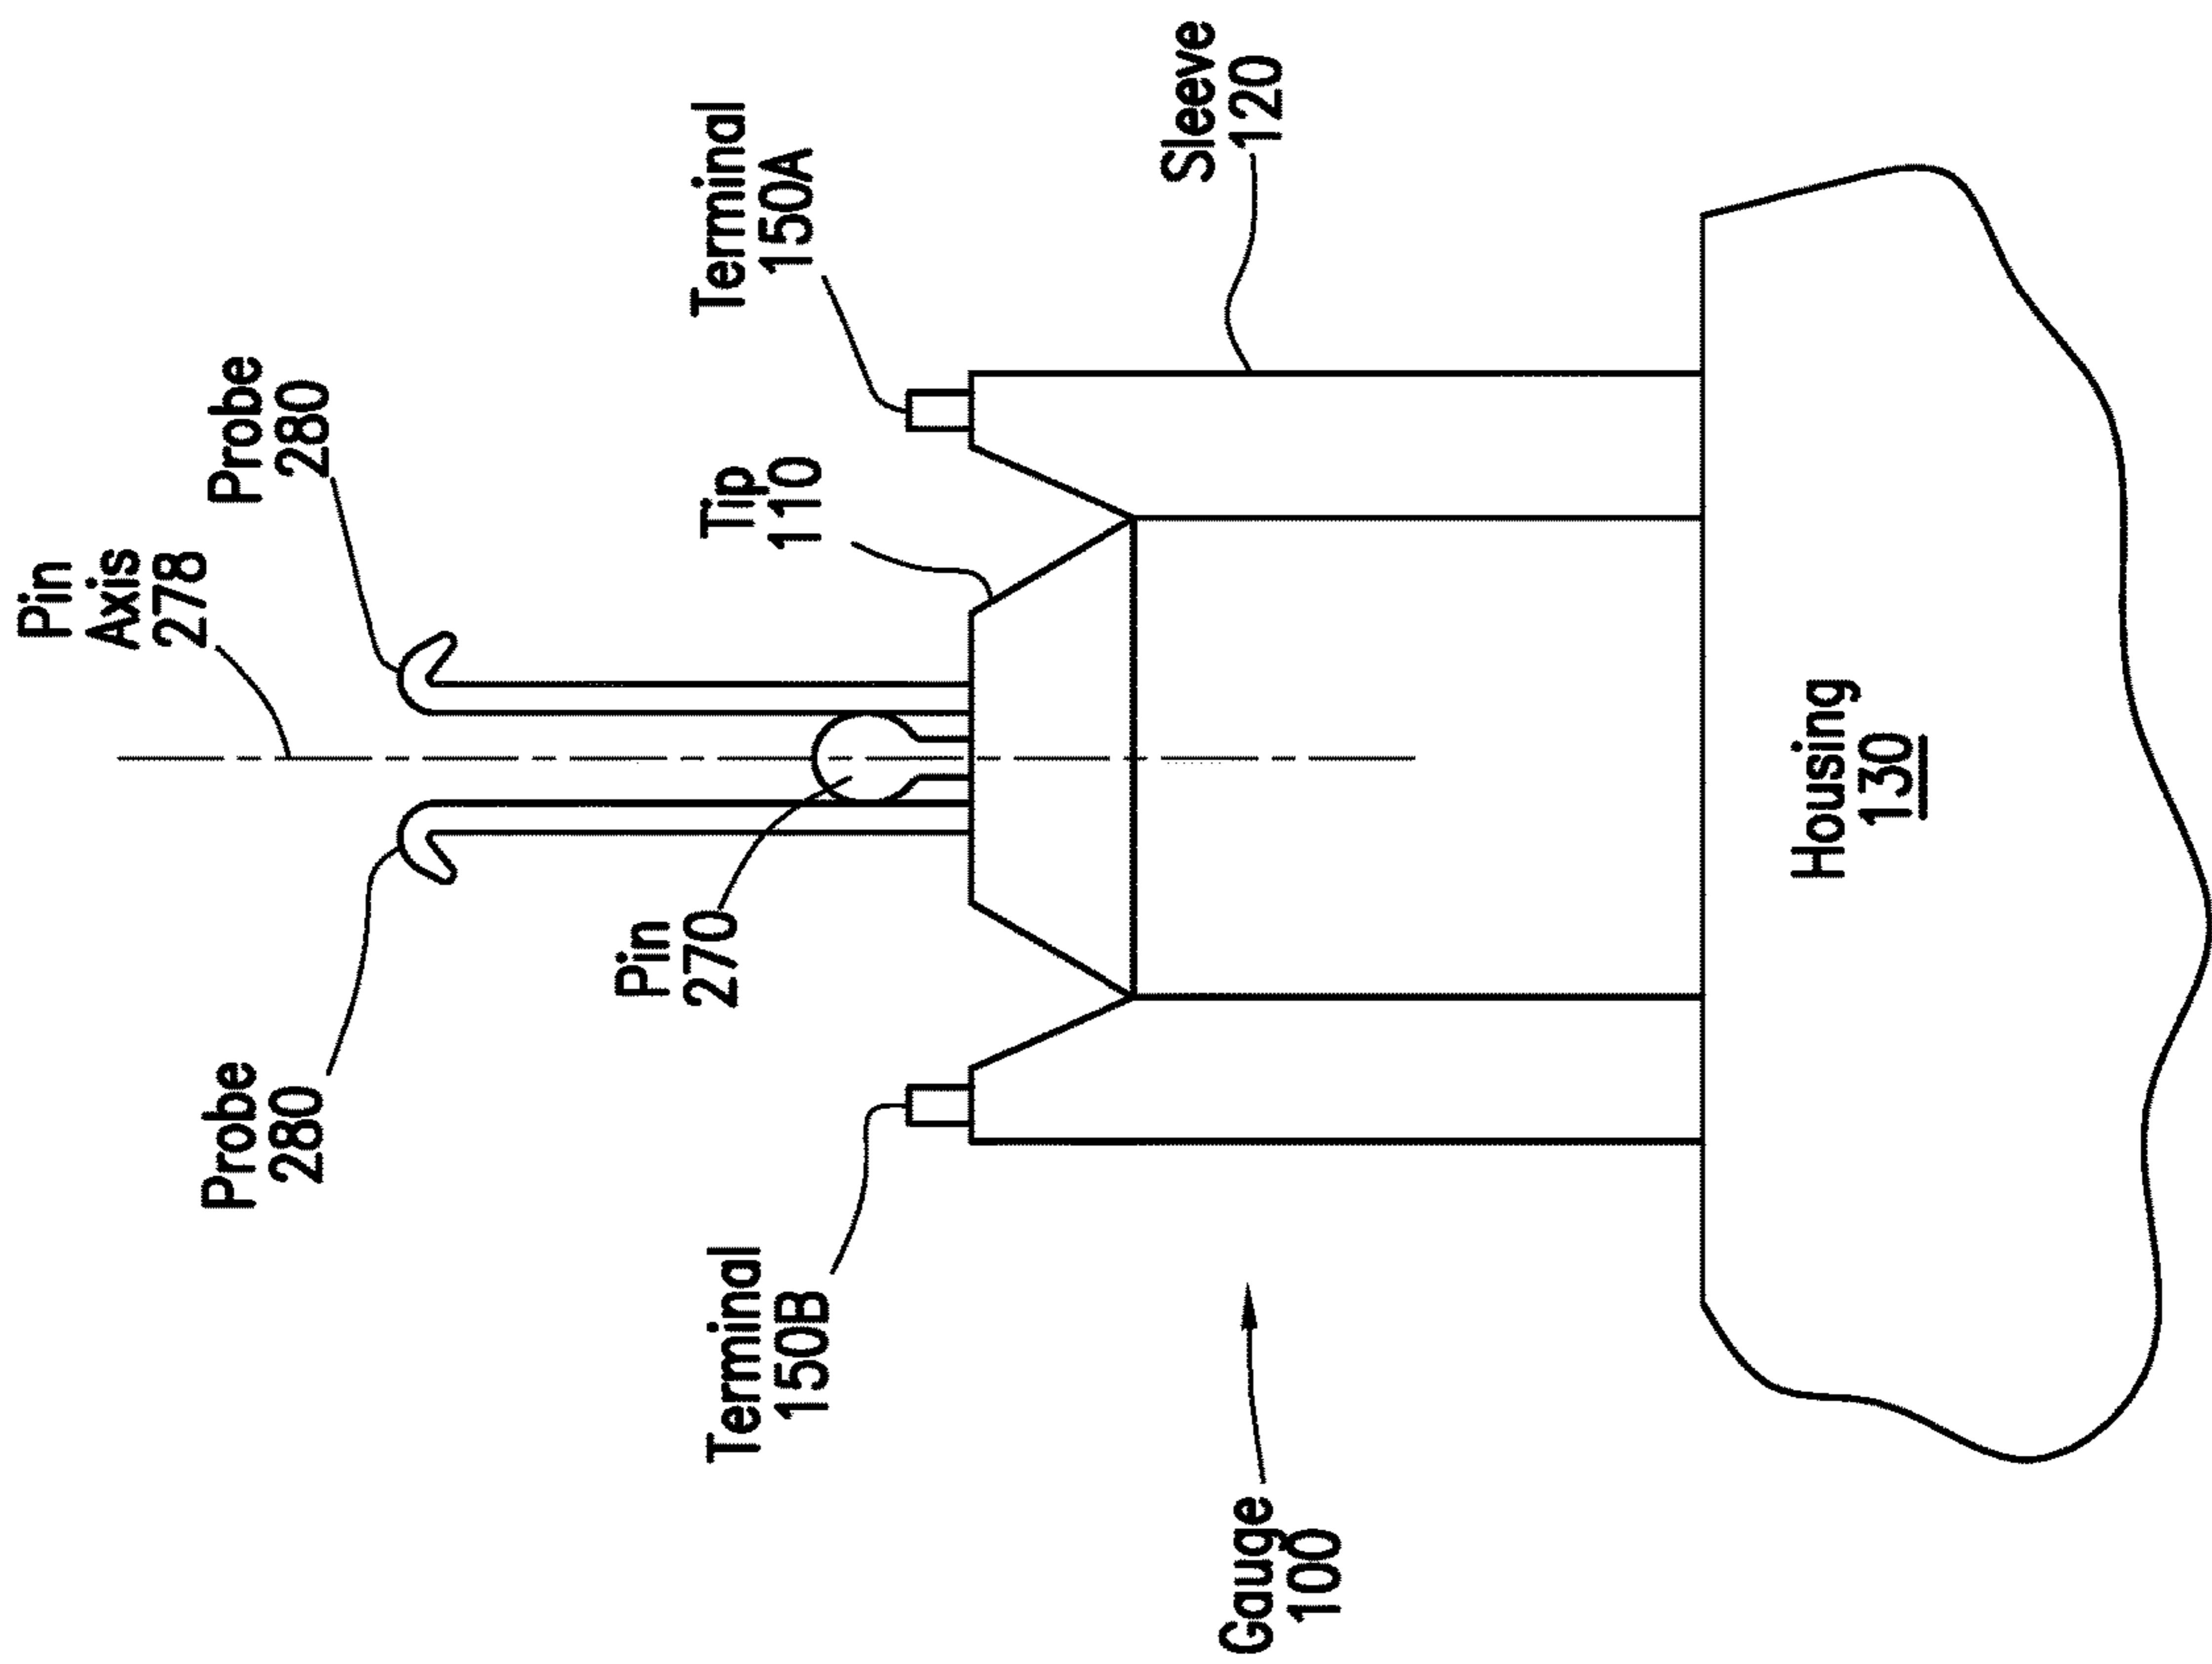 Pin
Axis
278
Probe
280
Probe
280
Terminal
150A
Tip
110
Pin
270
Terminal
150B
Sleeve
120
Gauge
100
Housing
130